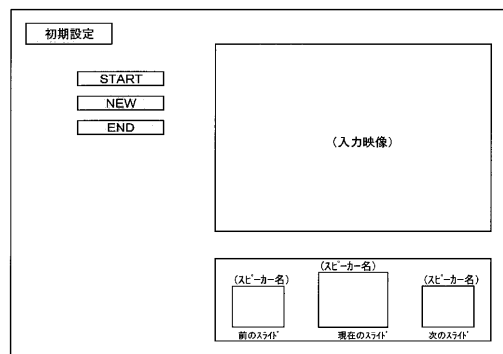 初期設定
START
NEW
END
(入力映像)
(スピーカー名)
(スピーカー名)
(スピーカー名)
前のスライド
現在のスライド
次のスライド